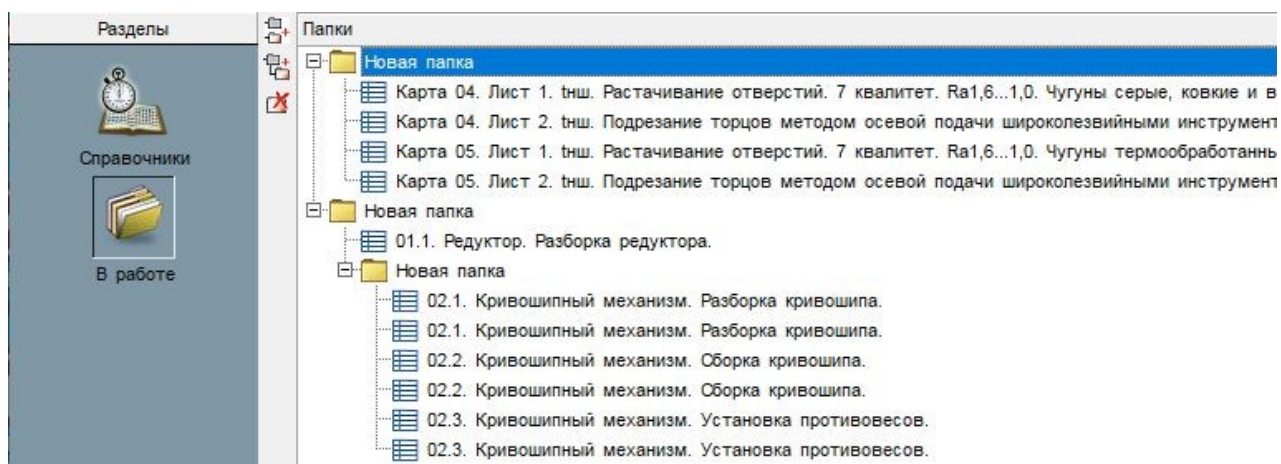 Разделы
Папки
Новая папка
Карта 04. Лист 1. tнш. Растачивание отверстий. 7 квалитет. Ra1,6...1,0. Чугуны серые, ковкие и в
Карта 04. Лист 2. tнш. Подрезание торцов методом осевой подачи широколезвийными инструмент
Карта 05. Лист 1. tнш. Растачивание отверстий. 7 квалитет. Ra1,6...1,0. Чугуны термообработанны
Карта 05. Лист 2. tнш. Подрезание торцов методом осевой подачи широколезвийными инструмент
Справочники
Новая папка
01.1. Редуктор. Разборка редуктора.
В работе
Новая папка
02.1. Кривошипный механизм. Разборка кривошипа.
02.1. Кривошипный механизм. Разборка кривошипа.
02.2. Кривошипный механизм. Сборка кривошипа.
02.2. Кривошипный механизм. Сборка кривошипа.
02.3. Кривошипный механизм. Установка противовесов.
02.3. Кривошипный механизм. Установка противовесов.